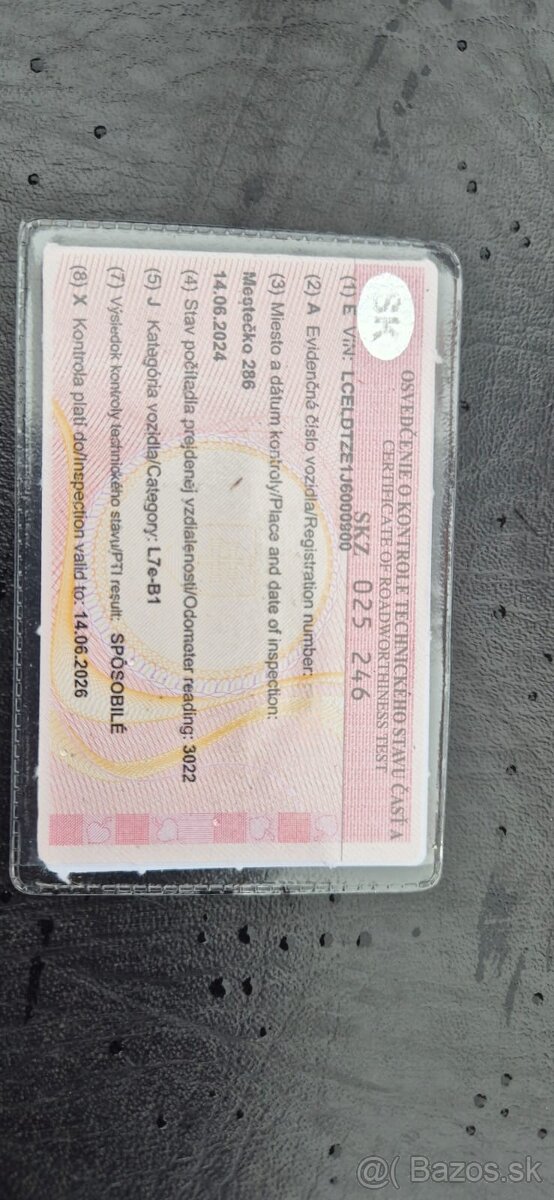 SK
OSVEDČENIE O KONTROLE TECHNICKÉHO STAVU ČASŤ A
CERTIFICATE OF ROADWORTHINESS TEST
SKZ 025 246
(1) E VIN: LCELDTZE1J6000900
(2) A Evidenčné číslo vozidla/Registration number:
(3) Miesto a dátum kontroly/Place and date of inspection:
Mestečko 286
14.06.2024
(4) Stav počítadla prejdenej vzdialenosti/Odometer reading: 3022
(5) J Kategória vozidla/Category: L7e-B1
(7) Výsledok kontroly technického stavu/PTI result: SPÔSOBILÉ
(8) X Kontrola platí do/Inspection valid to: 14.06.2026
@( Bazos.sk